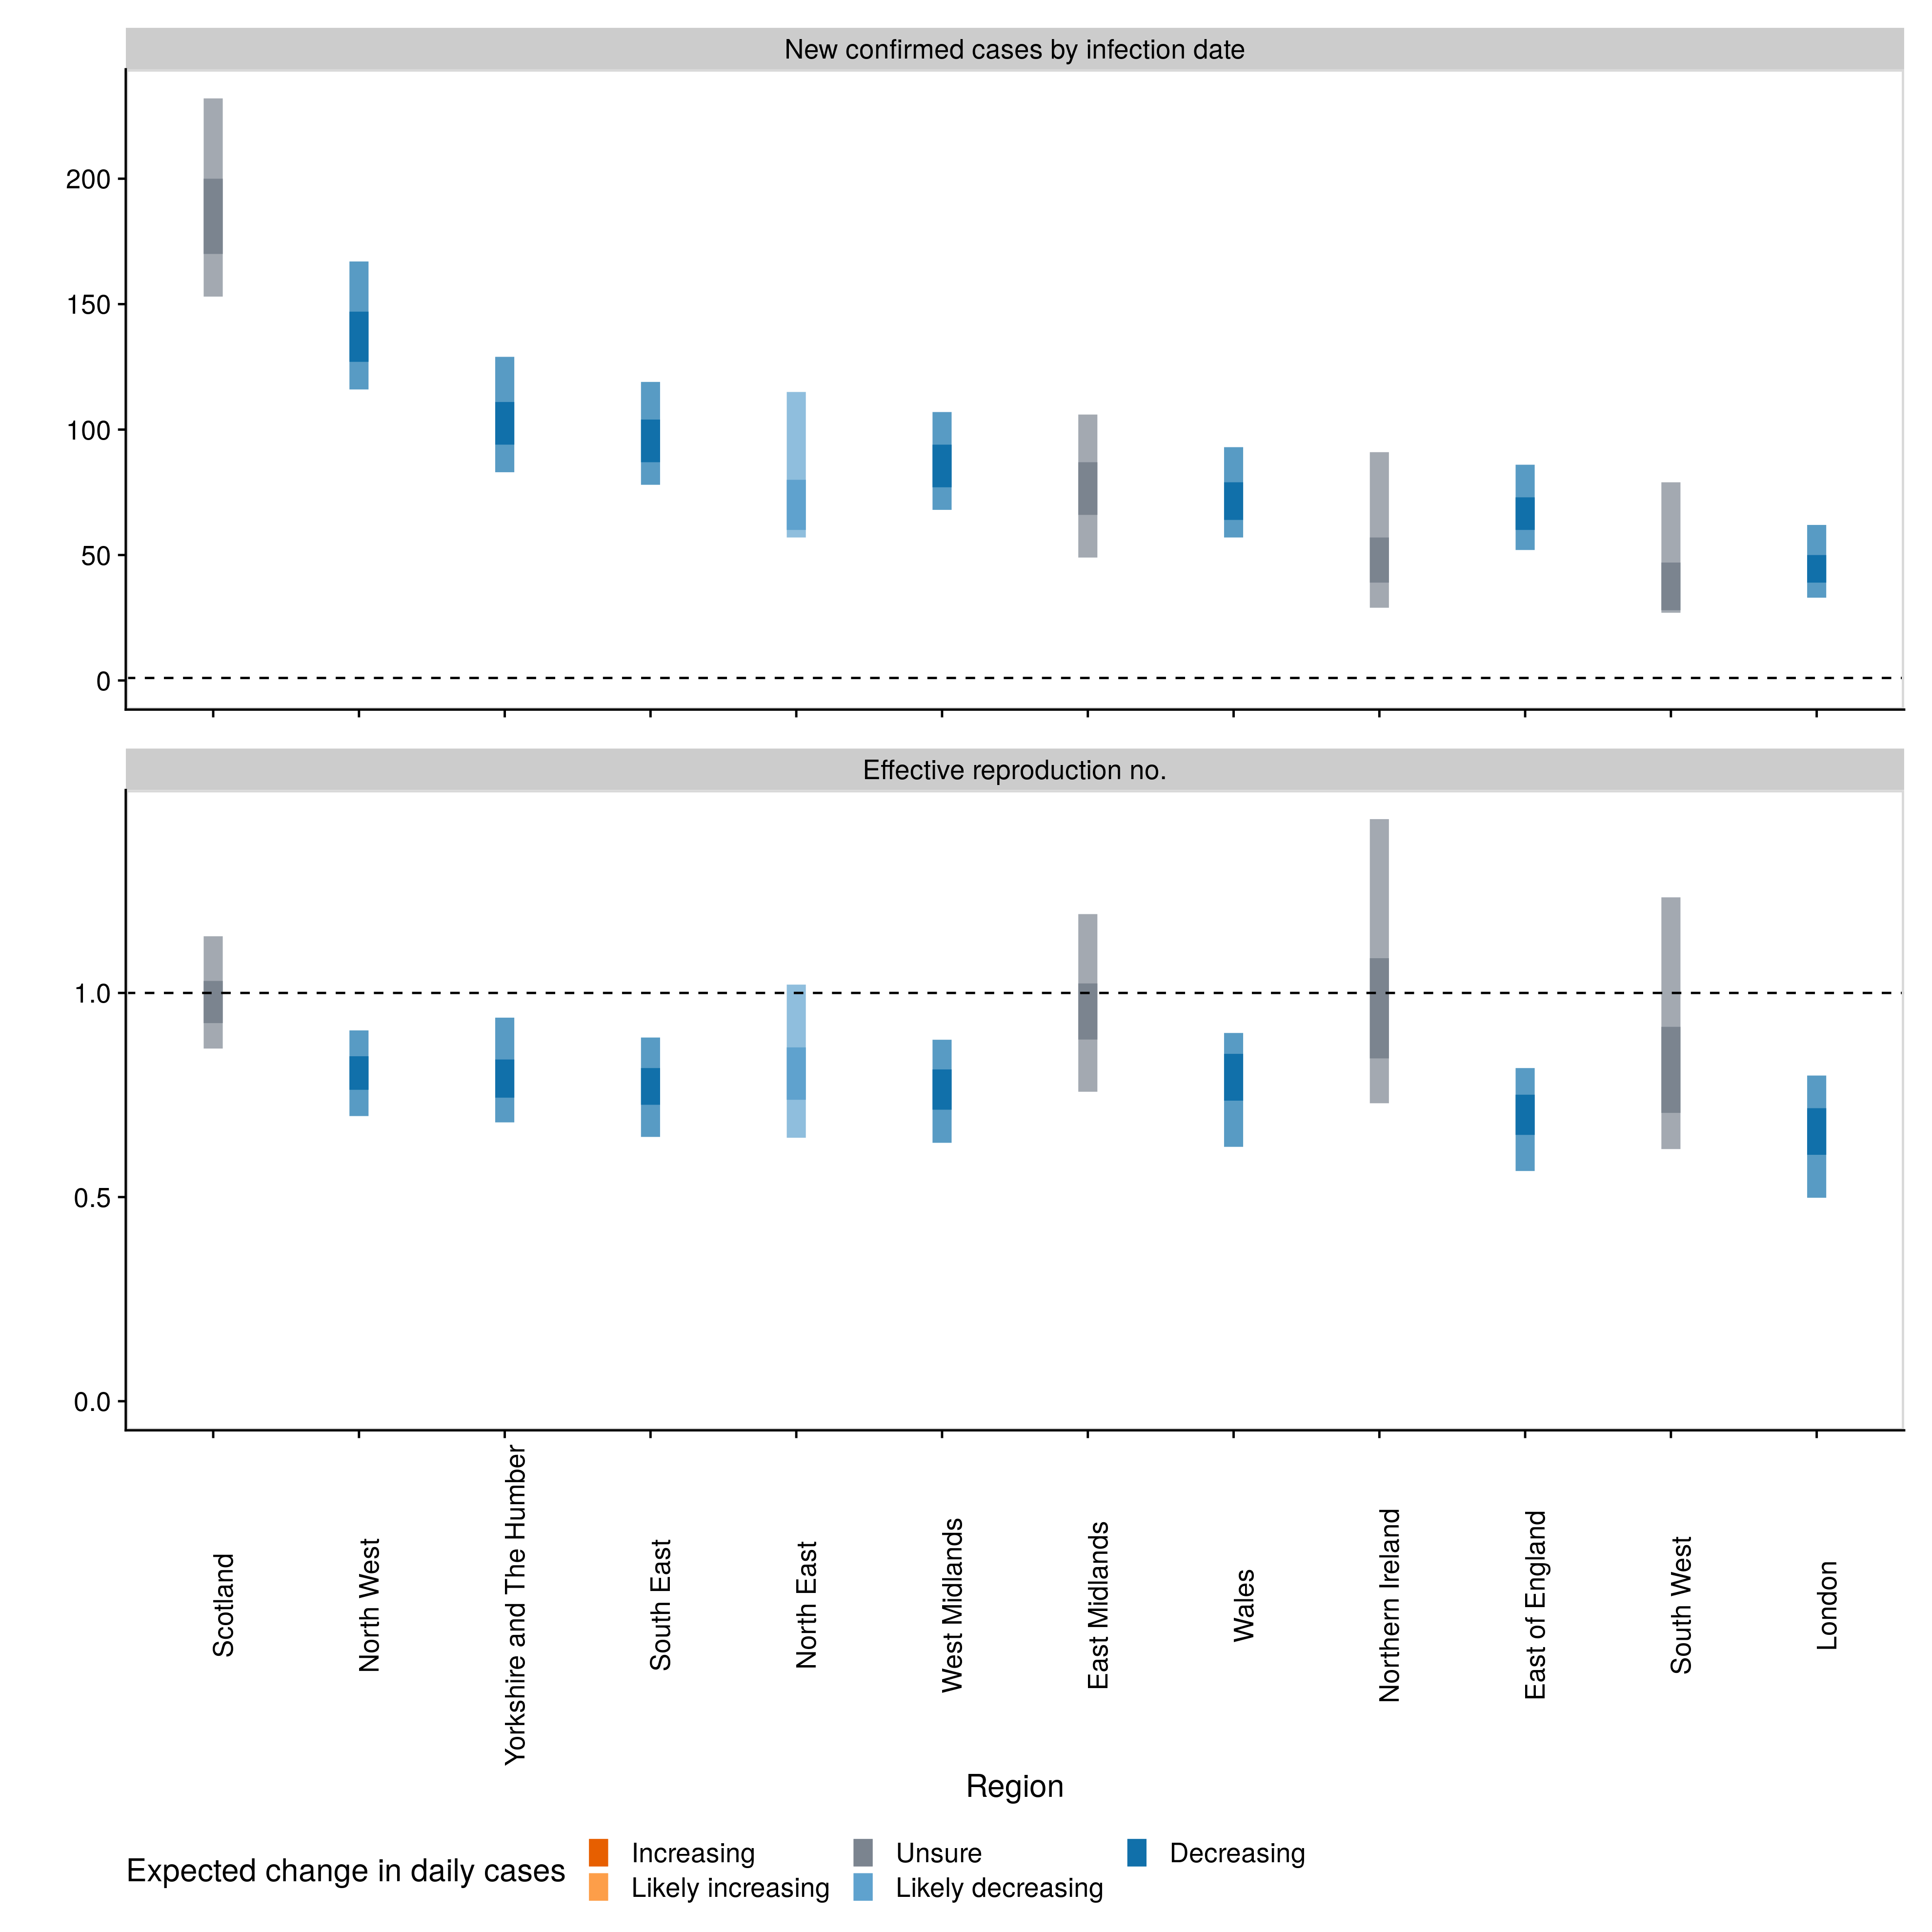 New confirmed cases by infection date
200
150
100
50
0
Effective reproduction no.
1.0
0.5
0.0
Scotland
North West
Yorkshire and The Humber
South East
North East
West Midlands
East Midlands
Wales
Northern Ireland
East of England
South West
London
Region
Expected change in daily cases
Increasing
Likely increasing
Unsure
Likely decreasing
Decreasing